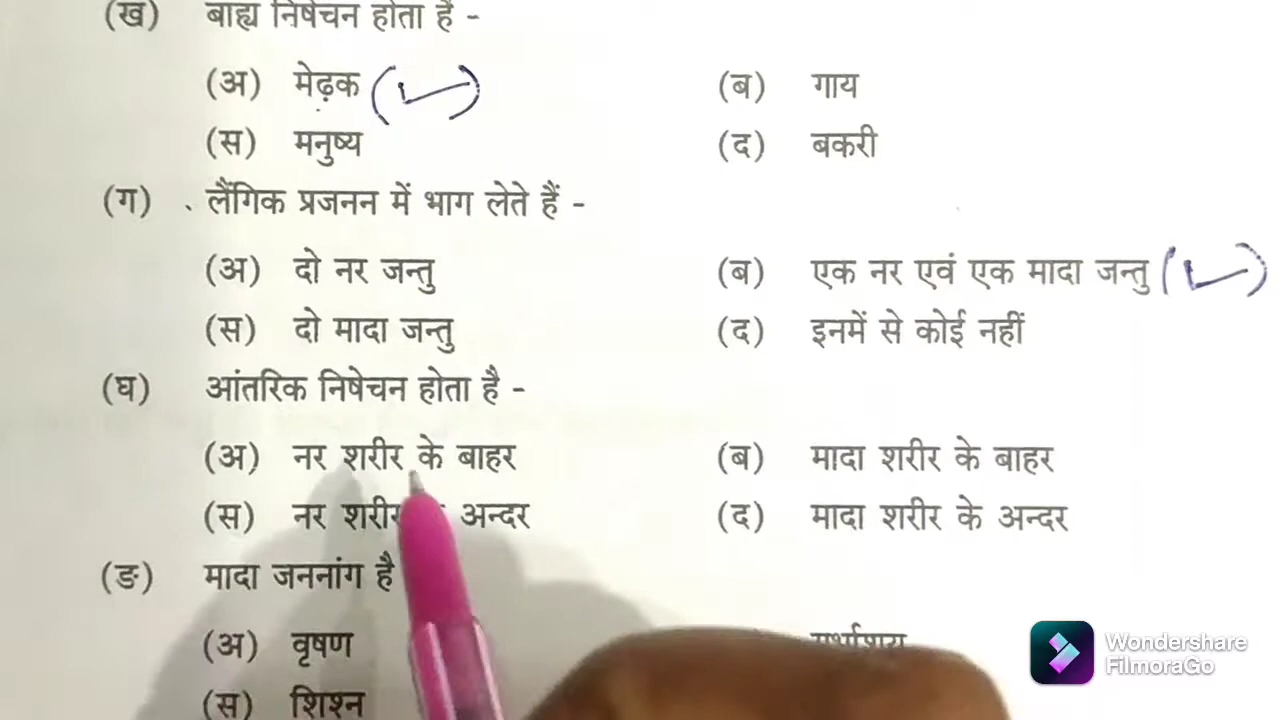 (ख) बाह्य निषेचन होता है -
(अ) मेढ़क (✓) (ब) गाय
(स) मनुष्य (द) बकरी
(ग) लैंगिक प्रजनन में भाग लेते हैं -
(अ) दो नर जन्तु (ब) एक नर एवं एक मादा जन्तु (✓)
(स) दो मादा जन्तु (द) इनमें से कोई नहीं
(घ) आंतरिक निषेचन होता है -
(अ) नर शरीर के बाहर (ब) मादा शरीर के बाहर
(स) नर शरीर अन्दर (द) मादा शरीर के अन्दर
(ङ) मादा जननांग है
(अ) वृषण
(स) शिश्न
Wondershare
FilmoraGo